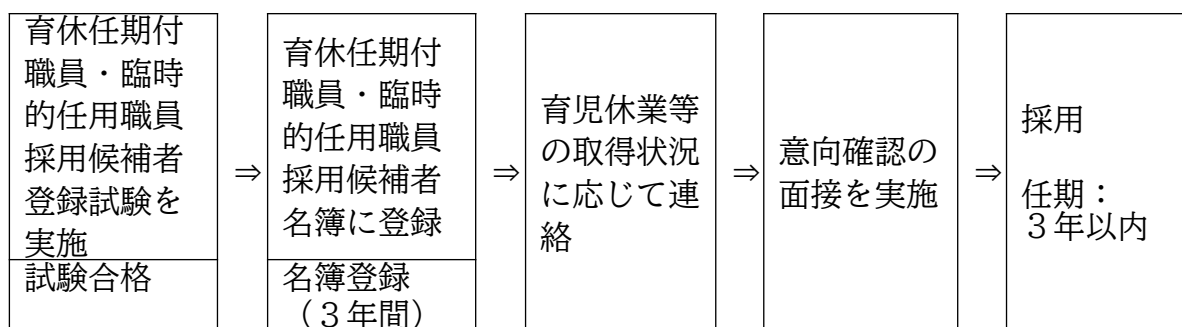 育休任期付
職員・臨時
的任用職員
採用候補者
登録試験を
実施
試験合格
⇒
育休任期付
職員・臨時
的任用職員
採用候補者
名簿に登録
名簿登録
（３年間）
⇒
育児休業等
の取得状況
に応じて連
絡
⇒
意向確認の
面接を実施
⇒
採用
任期：
３年以内